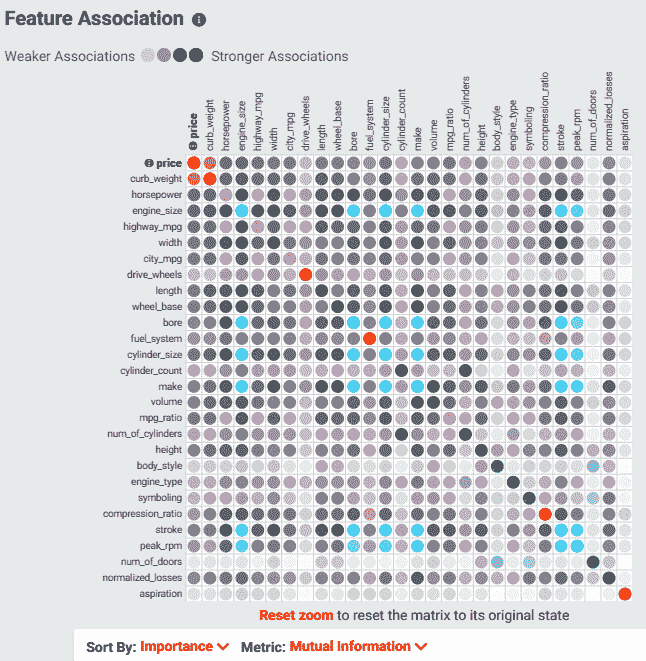 Feature Association
Weaker Associations Stronger Associations
price
curb_weight
horsepower
engine_size
highway_mpg
width
city_mpg
drive_wheels
length
wheel_base
bore
fuel_system
cylinder_size
cylinder_count
make
volume
mpg_ratio
num_of_cylinders
height
body_style
engine_type
symboling
compression_ratio
stroke
peak_rpm
num_of_doors
normalized_losses
aspiration
price
curb_weight
horsepower
engine_size
highway_mpg
width
city_mpg
drive_wheels
length
wheel_base
bore
fuel_system
cylinder_size
cylinder_count
make
volume
mpg_ratio
num_of_cylinders
height
body_style
engine_type
symboling
compression_ratio
stroke
peak_rpm
num_of_doors
normalized_losses
aspiration
Reset zoom to reset the matrix to its original state
Sort By: Importance Metric: Mutual Information